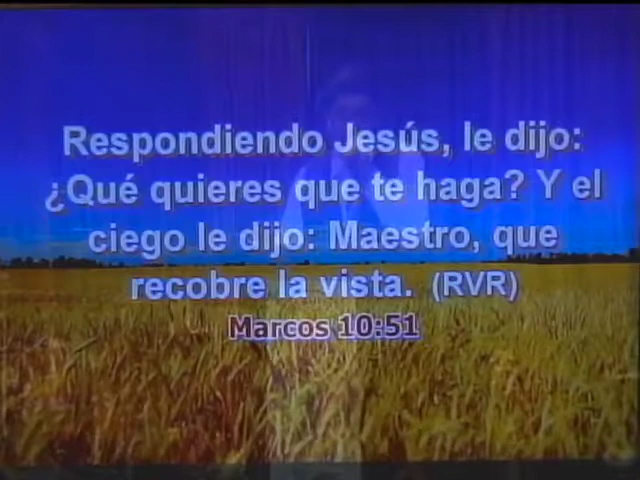 Respondiendo Jesús, le dijo:
¿Qué quieres que te haga? Y el
ciego le dijo: Maestro, que
recobre la vista. (RVR)
Marcos 10:51